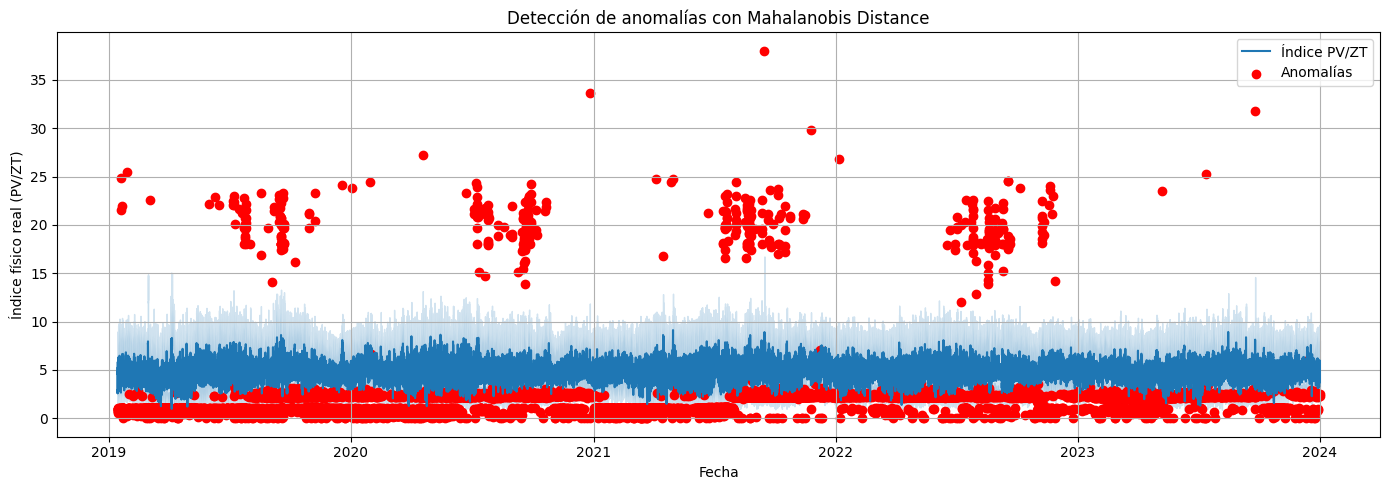 Detección de anomalías con Mahalanobis Distance
Índice PV/ZT
Anomalías
Índice físico real (PV/ZT)
35
30
25
20
15
10
5
0
2019
2020
2021
2022
2023
2024
Fecha